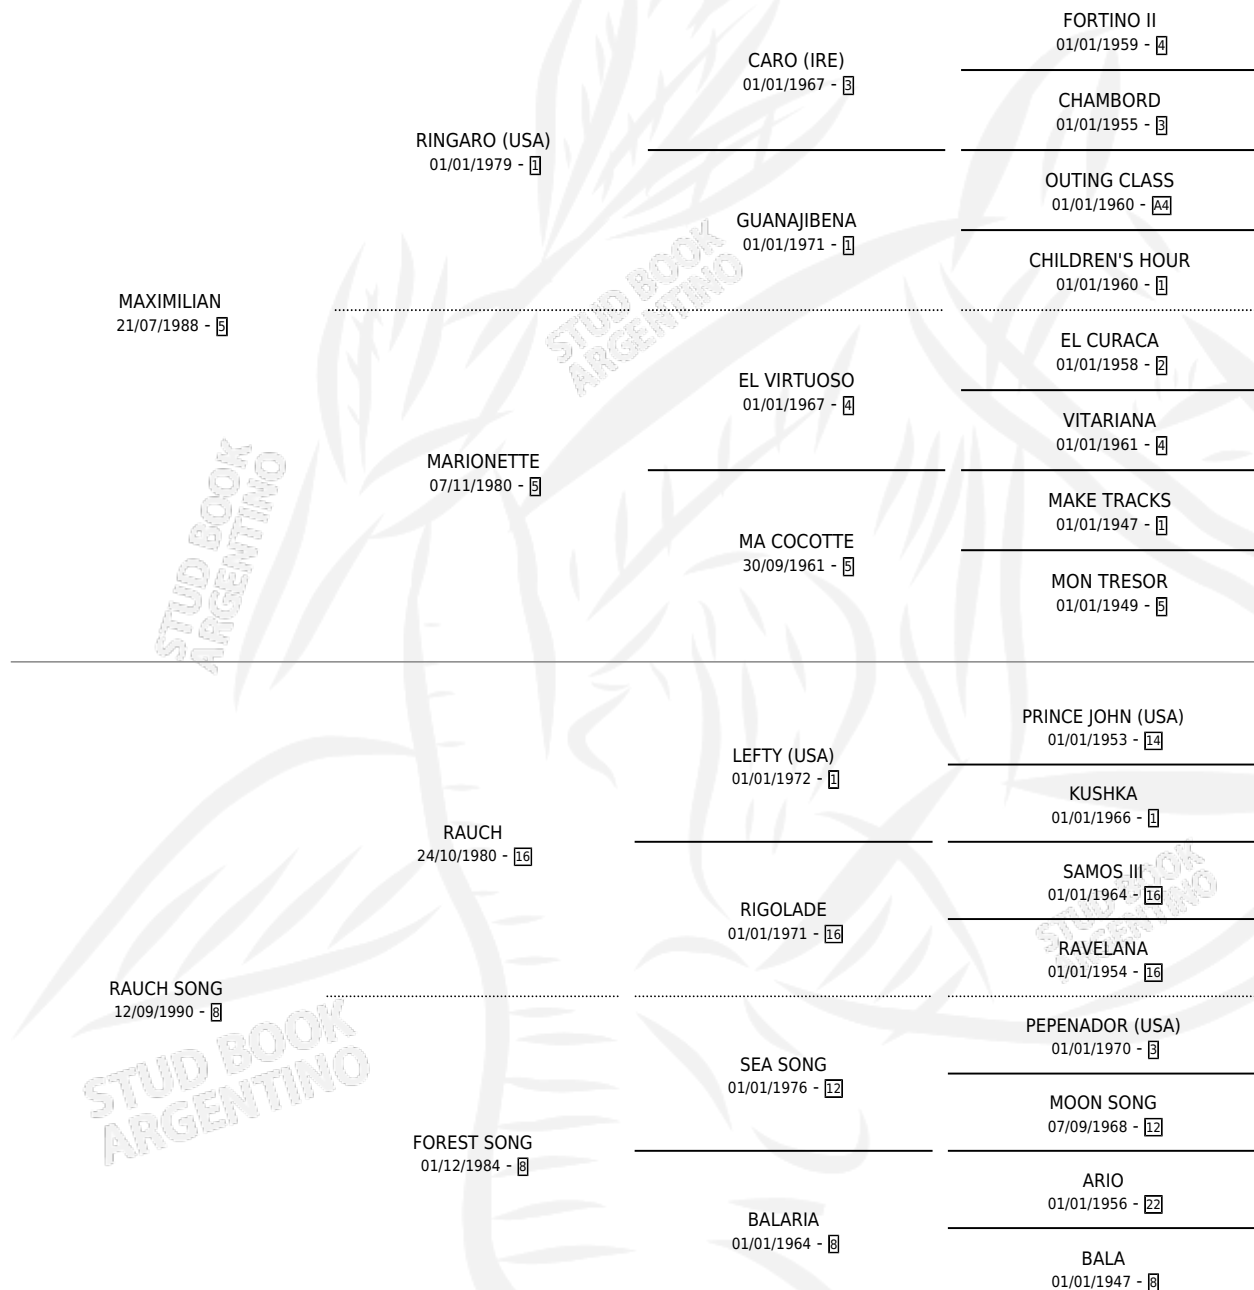 FORTINO II
01/01/1959 - 4
CARO (IRE)
01/01/1967 - 3
CHAMBORD
01/01/1955 - 3
RINGARO (USA)
01/01/1979 - 1
OUTING CLASS
01/01/1960 - A4
GUANAJIBENA
01/01/1971 - 1
CHILDREN'S HOUR
01/01/1960 - 1
MAXIMILIAN
21/07/1988 - 5
EL CURACA
01/01/1958 - 2
EL VIRTUOSO
01/01/1967 - 4
VITARIANA
01/01/1961 - 4
MARIONETTE
07/11/1980 - 5
MAKE TRACKS
01/01/1947 - 1
MA COCOTTE
30/09/1961 - 5
MON TRESOR
01/01/1949 - 5
PRINCE JOHN (USA)
01/01/1953 - 14
LEFTY (USA)
01/01/1972 - 1
KUSHKA
01/01/1966 - 1
RAUCH
24/10/1980 - 16
SAMOS III
01/01/1964 - 16
RIGOLADE
01/01/1971 - 16
RAVELANA
01/01/1954 - 16
RAUCH SONG
12/09/1990 - 8
PEPENADOR (USA)
01/01/1970 - 3
SEA SONG
01/01/1976 - 12
MOON SONG
07/09/1968 - 12
FOREST SONG
01/12/1984 - 8
ARIO
01/01/1956 - 22
BALARIA
01/01/1964 - 8
BALA
01/01/1947 - 8
STUD BOOK
ARGENTINO
STUD BOOK
ARGENTINO
STUD BOOK
ARGENTINO
STUD BOOK
ARGENTINO